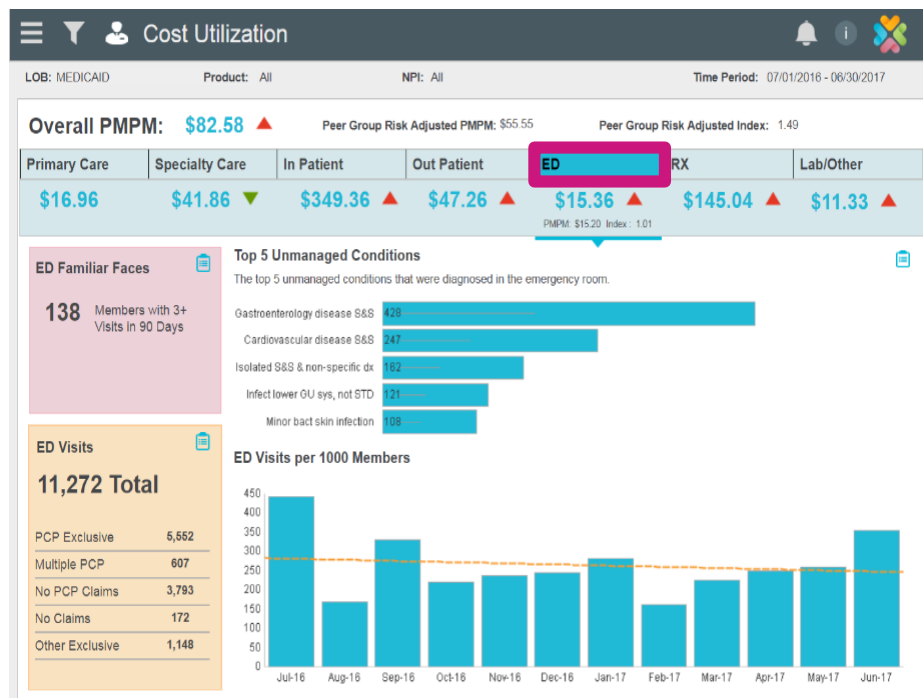 Cost Utilization
i
LOB: MEDICAID Product: All NPI: All Time Period: 07/01/2016 - 06/30/2017
Overall PMPM: $82.58 Peer Group Risk Adjusted PMPM: $55.55 Peer Group Risk Adjusted Index: 1.49
Primary Care Specialty Care In Patient Out Patient ED RX Lab/Other
$16.96 $41.86 $349.36 $47.26 $15.36 $145.04 $11.33
PMPM: $15.20 Index : 1.01
ED Familiar Faces
138 Members with 3+
Visits in 90 Days
Top 5 Unmanaged Conditions
The top 5 unmanaged conditions that were diagnosed in the emergency room.
Gastroenterology disease S&S 428
Cardiovascular disease S&S 247
Isolated S&S & non-specific dx 162
Infect lower GU sys, not STD 121
Minor bact skin infection 108
ED Visits
11,272 Total
PCP Exclusive 5,552
Multiple PCP 607
No PCP Claims 3,793
No Claims 172
Other Exclusive 1,148
ED Visits per 1000 Members
450
400
350
300
250
200
150
100
50
0
Jul-16 Aug-16 Sep-16 Oct-16 Nov-16 Dec-16 Jan-17 Feb-17 Mar-17 Apr-17 May-17 Jun-17